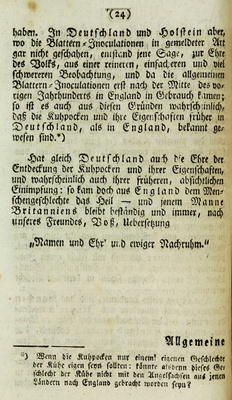 (24)
haben. In Deutschland und Holstein aber,
wo die Blattern-Inoculationen in gemeldeter Art
gar nicht geschahen, entstand jene Sage, zur Ehre
des Volks, aus einer reinern, einfacheren und viel
schwereren Beobachtung, und da die allgemeinen
Blattern-Inoculationen erst nach der Mitte des vo-
rigen Jahrhunderts in England in Gebrauch kamen;
so ist es auch aus diesen Gründen wahrscheinlich,
daß die Kuhpocken und ihre Eigenschaften früher in
Deutschland, als in England, bekannt ge-
wesen sind.*)
Hat gleich Deutschland auch die Ehre der
Entdeckung der Kuhpocken und ihrer Eigenschaften,
und wahrscheinlich auch ihrer früheren, absichtlichen
Einimpfung: so kam doch aus England dem Men-
schengeschlechte das Heil — und jenem Manne
Britanniens bleibt beständig und immer, nach
unseres Freundes, Voß, Uebersetzung
„Namen und Ehr' und ewiger Nachruhm.“
Allgemeine
*) Wenn die Kuhpocken nur einem eigenen Geschlechte
der Kühe eigen seyn sollten: könnte alsdenn dieses Ge-
schlecht der Kühe nicht mit den Angelsachsen aus jenen
Ländern nach England gebracht worden seyn?